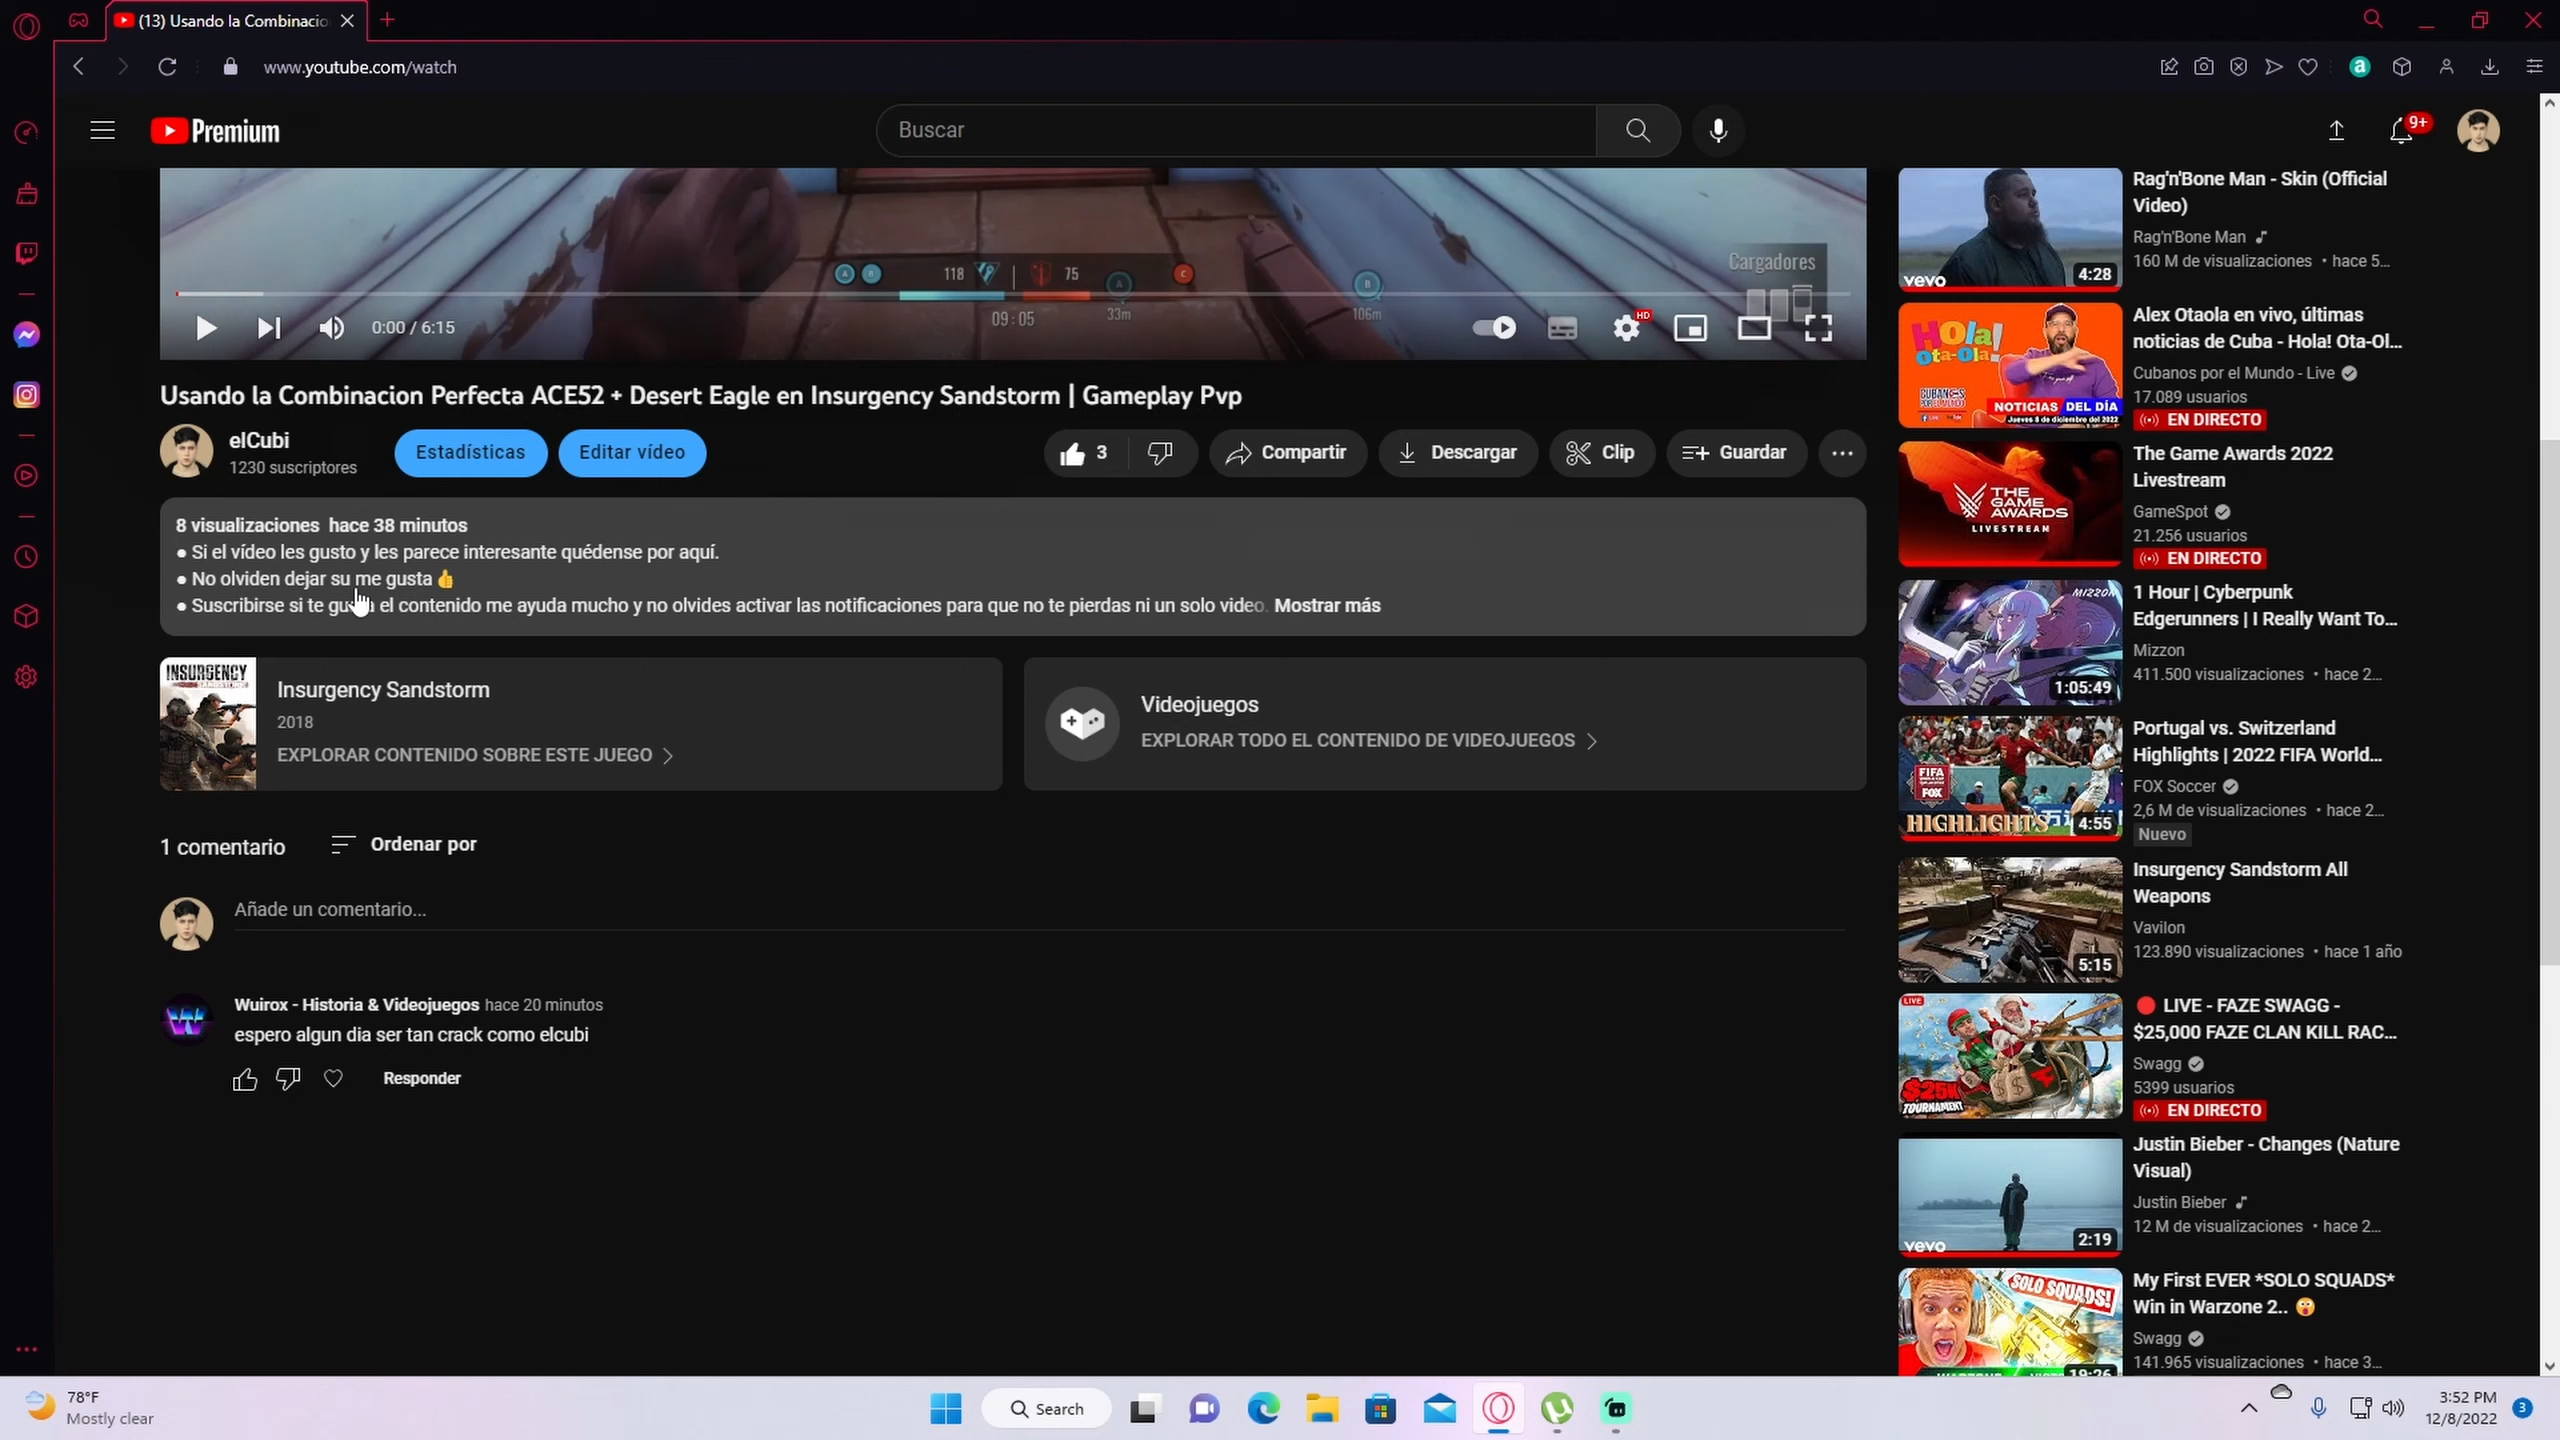 (13) Usando la Combinacio
www.youtube.com/watch
Premium
Buscar
9+
Cargadores
A B 118 75 A C B
33m 106m
09:05
0:00 / 6:15
HD
Usando la Combinacion Perfecta ACE52 + Desert Eagle en Insurgency Sandstorm | Gameplay Pvp
elCubi
1230 suscriptores
Estadísticas
Editar vídeo
3
Compartir
Descargar
Clip
Guardar
8 visualizaciones hace 38 minutos
● Si el vídeo les gusto y les parece interesante quédense por aquí.
● No olviden dejar su me gusta👍
● Suscribirse si te gusta el contenido me ayuda mucho y no olvides activar las notificaciones para que no te pierdas ni un solo video. Mostrar más
INSURGENCY
Insurgency Sandstorm
2018
EXPLORAR CONTENIDO SOBRE ESTE JUEGO
Videojuegos
EXPLORAR TODO EL CONTENIDO DE VIDEOJUEGOS
1 comentario
Ordenar por
Añade un comentario...
W
Wuirox - Historia & Videojuegos hace 20 minutos
espero algun dia ser tan crack como elcubi
Responder
vevo
4:28
Rag'n'Bone Man - Skin (Official
Video)
Rag'n'Bone Man
160 M de visualizaciones • hace 5...
Hola!
Ota-Ola!
NOTICIAS DEL DÍA
Jueves 8 de diciembre del 2022
Alex Otaola en vivo, últimas
noticias de Cuba - Hola! Ota-Ol...
Cubanos por el Mundo - Live
17.089 usuarios
EN DIRECTO
THE
GAME
AWARDS
LIVESTREAM
The Game Awards 2022
Livestream
GameSpot
21.256 usuarios
EN DIRECTO
MIZZON
1:05:49
1 Hour | Cyberpunk
Edgerunners | I Really Want To...
Mizzon
411.500 visualizaciones • hace 2...
FIFA
FOX
HIGHLIGHTS
4:55
Portugal vs. Switzerland
Highlights | 2022 FIFA World...
FOX Soccer
2,6 M de visualizaciones • hace 2...
Nuevo
5:15
Insurgency Sandstorm All
Weapons
Vavilon
123.890 visualizaciones • hace 1 año
LIVE
$25K
TOURNAMENT
🔴 LIVE - FAZE SWAGG -
$25,000 FAZE CLAN KILL RAC...
Swagg
5399 usuarios
EN DIRECTO
vevo
2:19
Justin Bieber - Changes (Nature
Visual)
Justin Bieber
12 M de visualizaciones • hace 2...
SOLO SQUADS!
19:26
My First EVER *SOLO SQUADS*
Win in Warzone 2.. 😲
Swagg
141.965 visualizaciones • hace 3...
78°F
Mostly clear
Search
3:52 PM
12/8/2022
3